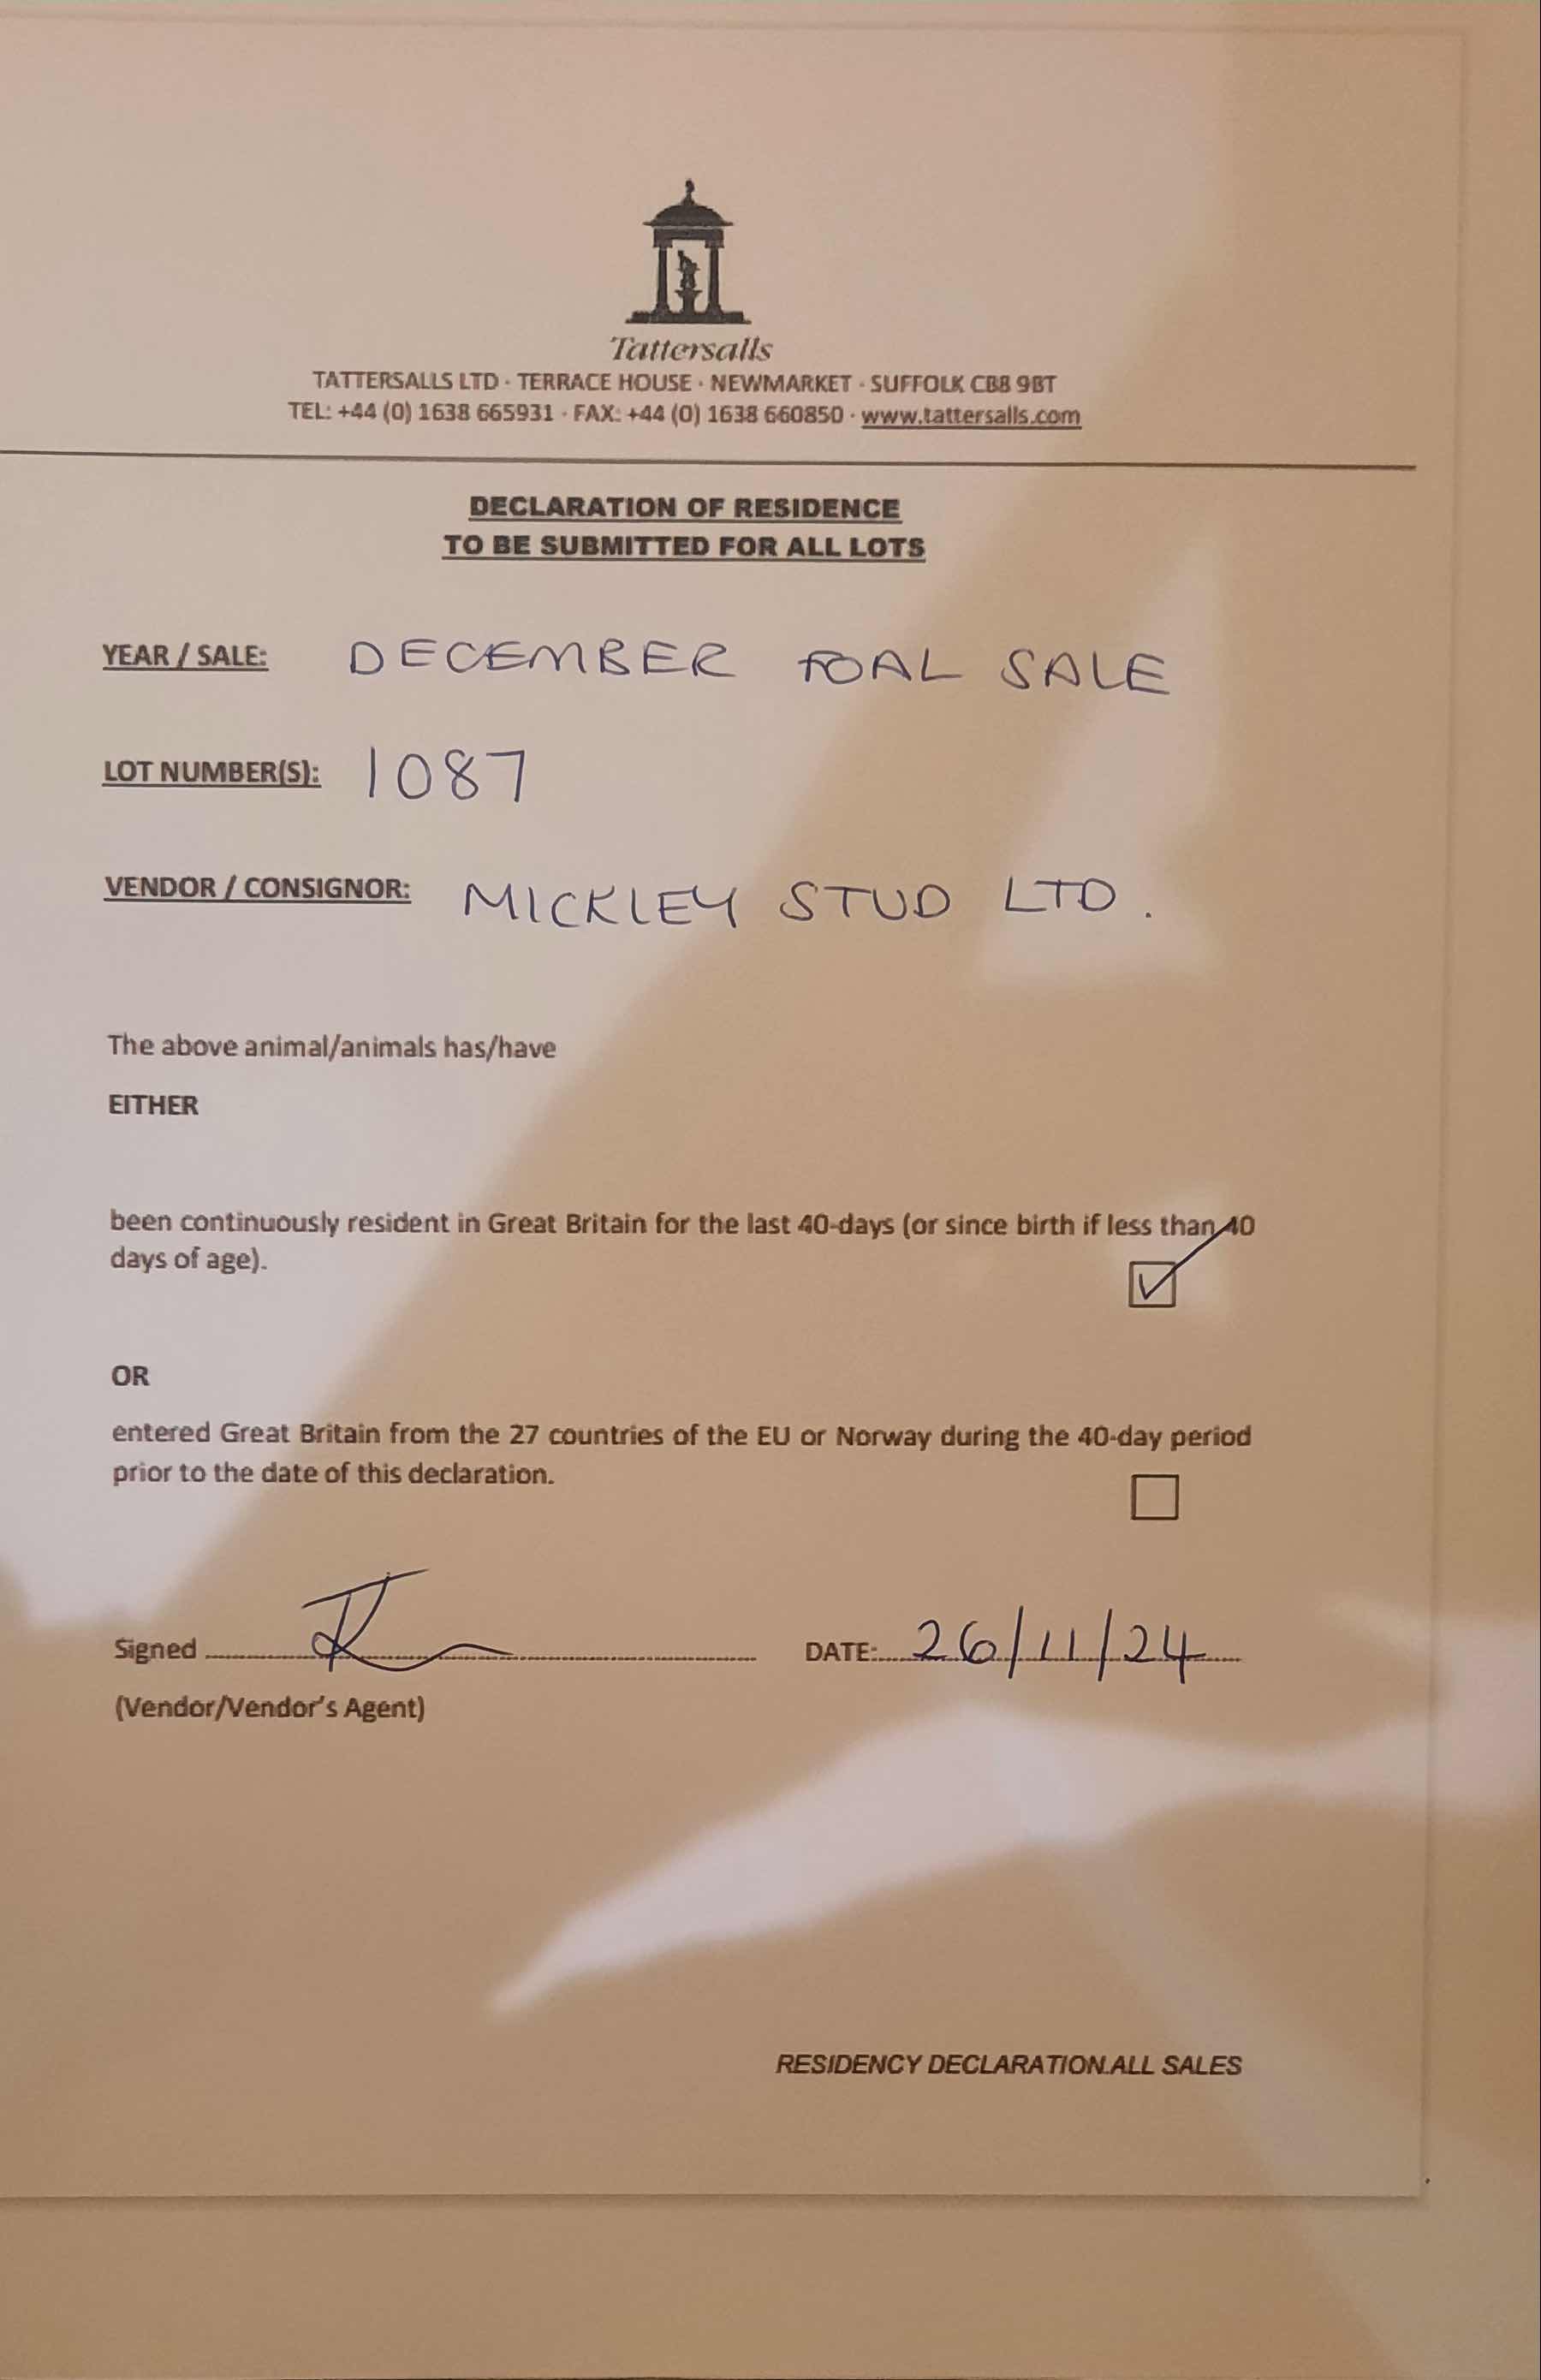 Tattersalls
TATTERSALLS LTD · TERRACE HOUSE · NEWMARKET · SUFFOLK CB8 9BT
TEL: +44 (0) 1638 665931 · FAX: +44 (0) 1638 660850 · www.tattersalls.com
DECLARATION OF RESIDENCE
TO BE SUBMITTED FOR ALL LOTS
YEAR / SALE: DECEMBER FOAL SALE
LOT NUMBER(S): 1087
VENDOR / CONSIGNOR: MICKLEY STUD LTD.
The above animal/animals has/have
EITHER
been continuously resident in Great Britain for the last 40-days (or since birth if less than 40
days of age).
OR
entered Great Britain from the 27 countries of the EU or Norway during the 40-day period
prior to the date of this declaration.
Signed DATE: 26/11/24
(Vendor/Vendor's Agent)
RESIDENCY DECLARATION.ALL SALES